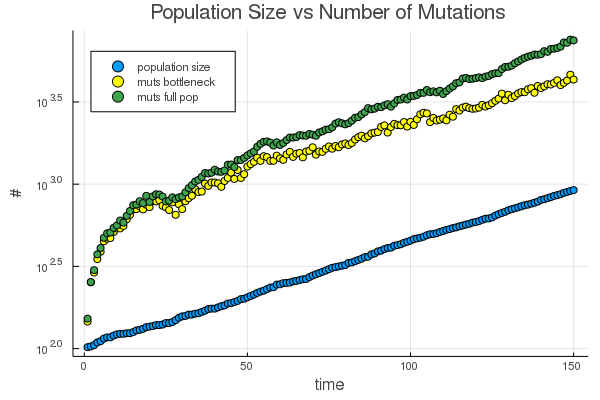 Population Size vs Number of Mutations
population size
muts bottleneck
muts full pop
#
10^3.5
10^3.0
10^2.5
10^2.0
0 50 100 150
time